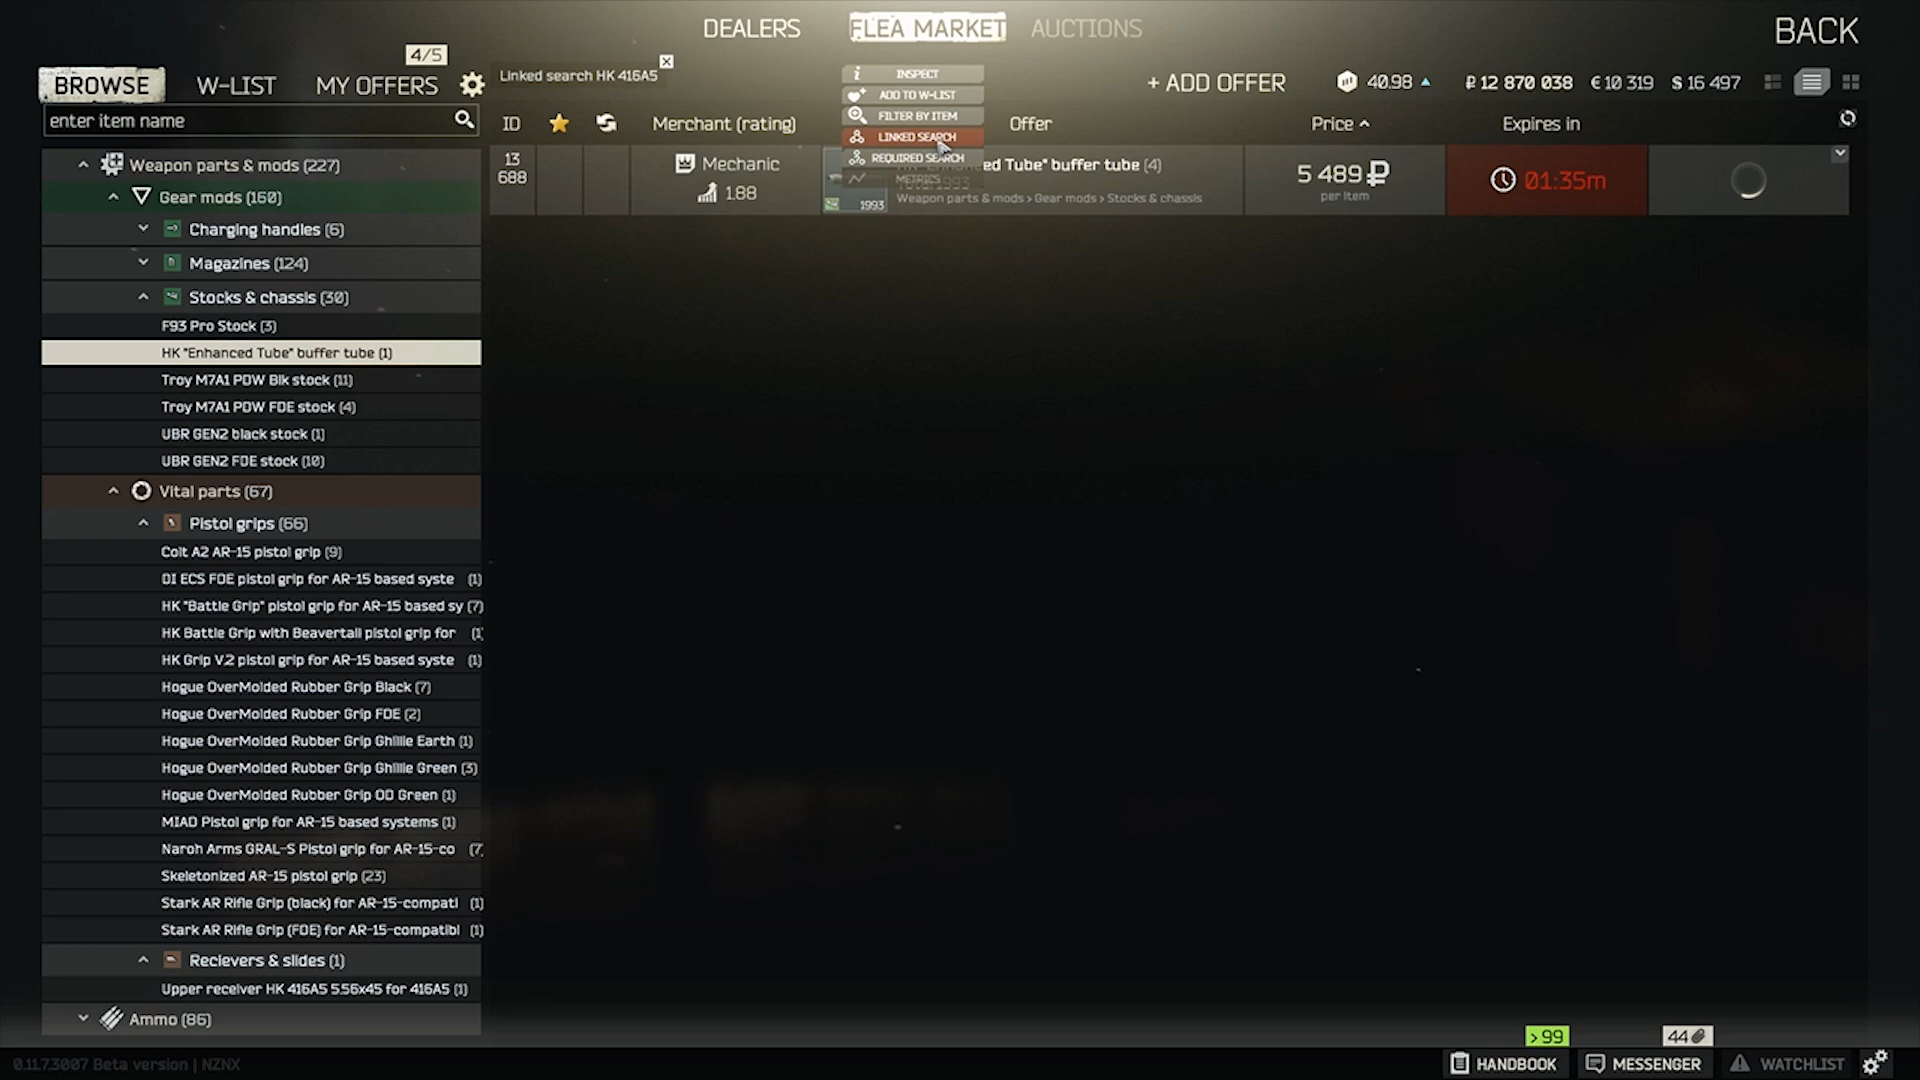 DEALERS
FLEA MARKET
AUCTIONS
BACK
BROWSE
W-LIST
4/5
MY OFFERS
Linked search HK 416A5
+ ADD OFFER
40.98
₽ 12 870 038
€ 10 319
$ 16 497
enter item name
ID
Merchant (rating)
Offer
Price
Expires in
INSPECT
ADD TO W-LIST
FILTER BY ITEM
LINKED SEARCH
REQUIRED SEARCH
METRICS
13
688
Mechanic
1.88
1993
ed Tube" buffer tube (4)
Weapon parts & mods > Gear mods > Stocks & chassis
5 489 ₽
per item
01:35m
Weapon parts & mods (227)
Gear mods (160)
Charging handles (6)
Magazines (124)
Stocks & chassis (30)
F93 Pro Stock (3)
HK "Enhanced Tube" buffer tube (1)
Troy M7A1 PDW Blk stock (11)
Troy M7A1 PDW FDE stock (4)
UBR GEN2 black stock (1)
UBR GEN2 FDE stock (10)
Vital parts (67)
Pistol grips (66)
Colt A2 AR-15 pistol grip (9)
DI ECS FDE pistol grip for AR-15 based syste (1)
HK "Battle Grip" pistol grip for AR-15 based sy (7)
HK Battle Grip with Beavertail pistol grip for (1)
HK Grip V.2 pistol grip for AR-15 based syste (1)
Hogue OverMolded Rubber Grip Black (7)
Hogue OverMolded Rubber Grip FDE (2)
Hogue OverMolded Rubber Grip Ghillie Earth (1)
Hogue OverMolded Rubber Grip Ghillie Green (3)
Hogue OverMolded Rubber Grip OD Green (1)
MIAD Pistol grip for AR-15 based systems (1)
Naroh Arms GRAL-S Pistol grip for AR-15-co (7)
Skeletonized AR-15 pistol grip (23)
Stark AR Rifle Grip (black) for AR-15-compati (1)
Stark AR Rifle Grip (FDE) for AR-15-compatibl (1)
Recievers & slides (1)
Upper receiver HK 416A5 5.56x45 for 416A5 (1)
Ammo (86)
>99
44
0.11.7.3007 Beta version | NZNX
HANDBOOK
MESSENGER
WATCHLIST